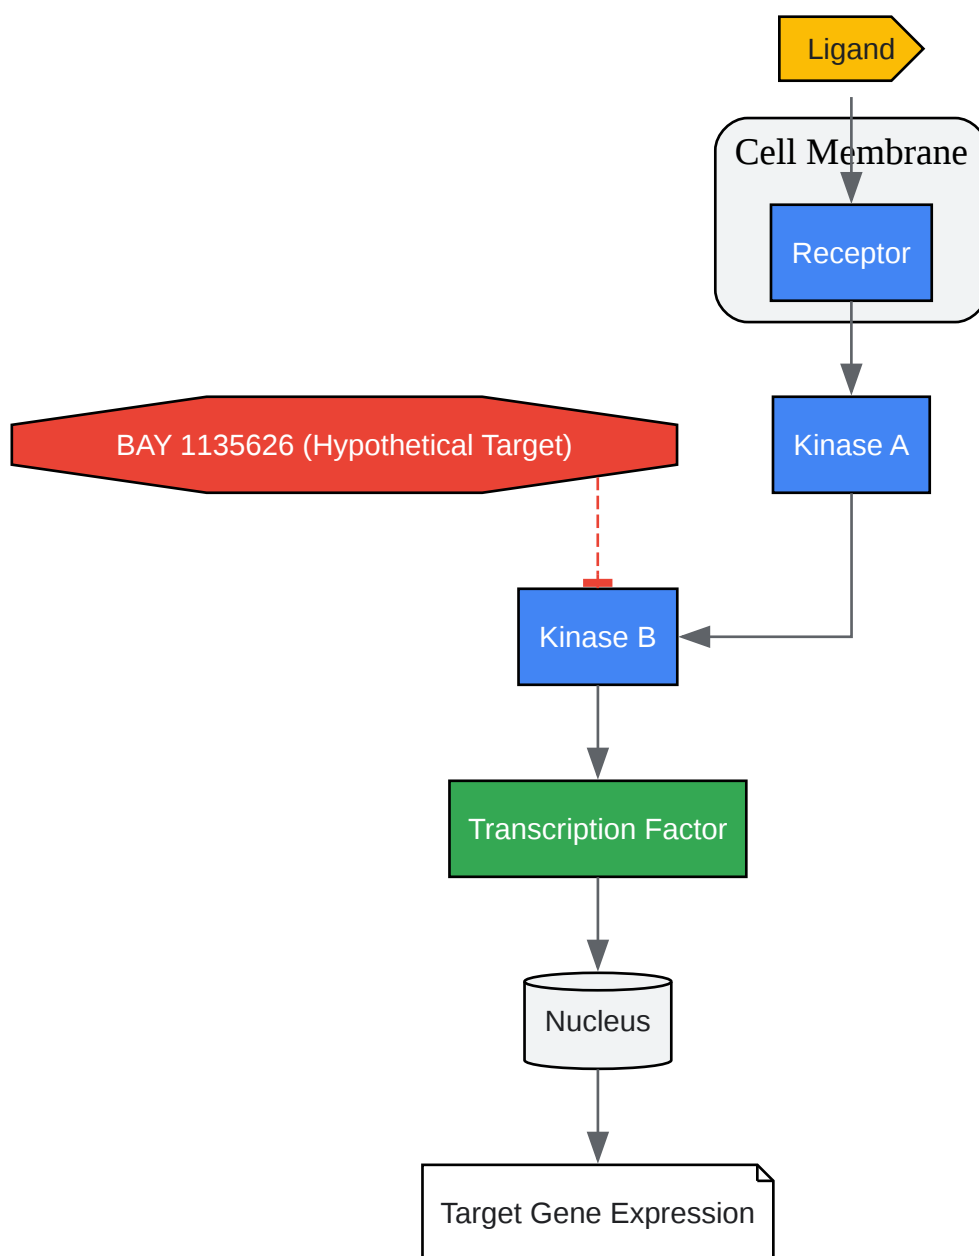 Ligand
Cell Membrane
Receptor
BAY 1135626 (Hypothetical Target)
Kinase A
Kinase B
Transcription Factor
Nucleus
Target Gene Expression